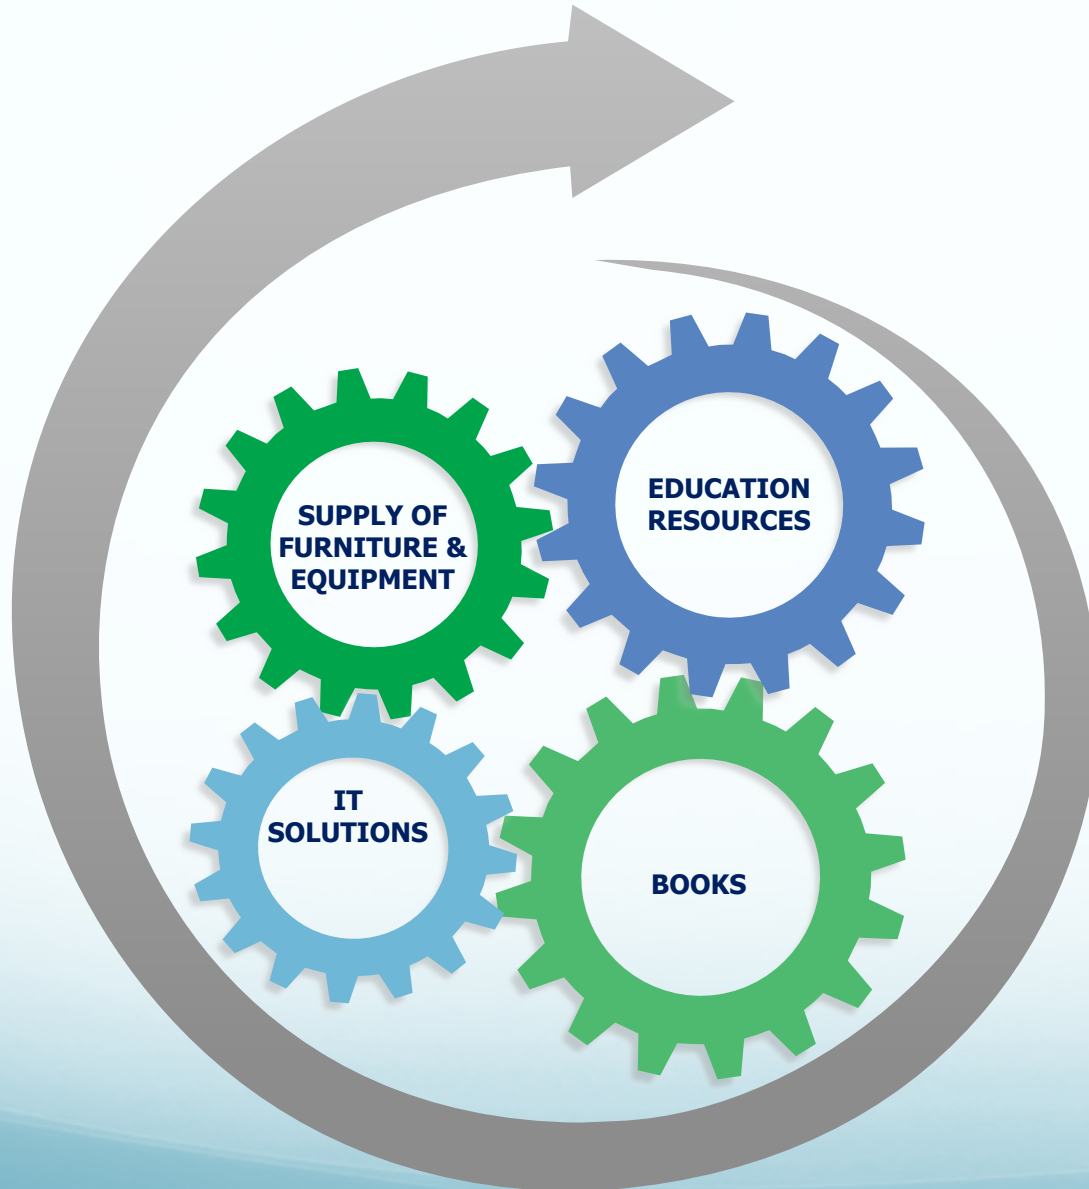 SUPPLY OF
FURNITURE &
EQUIPMENT
EDUCATION
RESOURCES
IT
SOLUTIONS
BOOKS